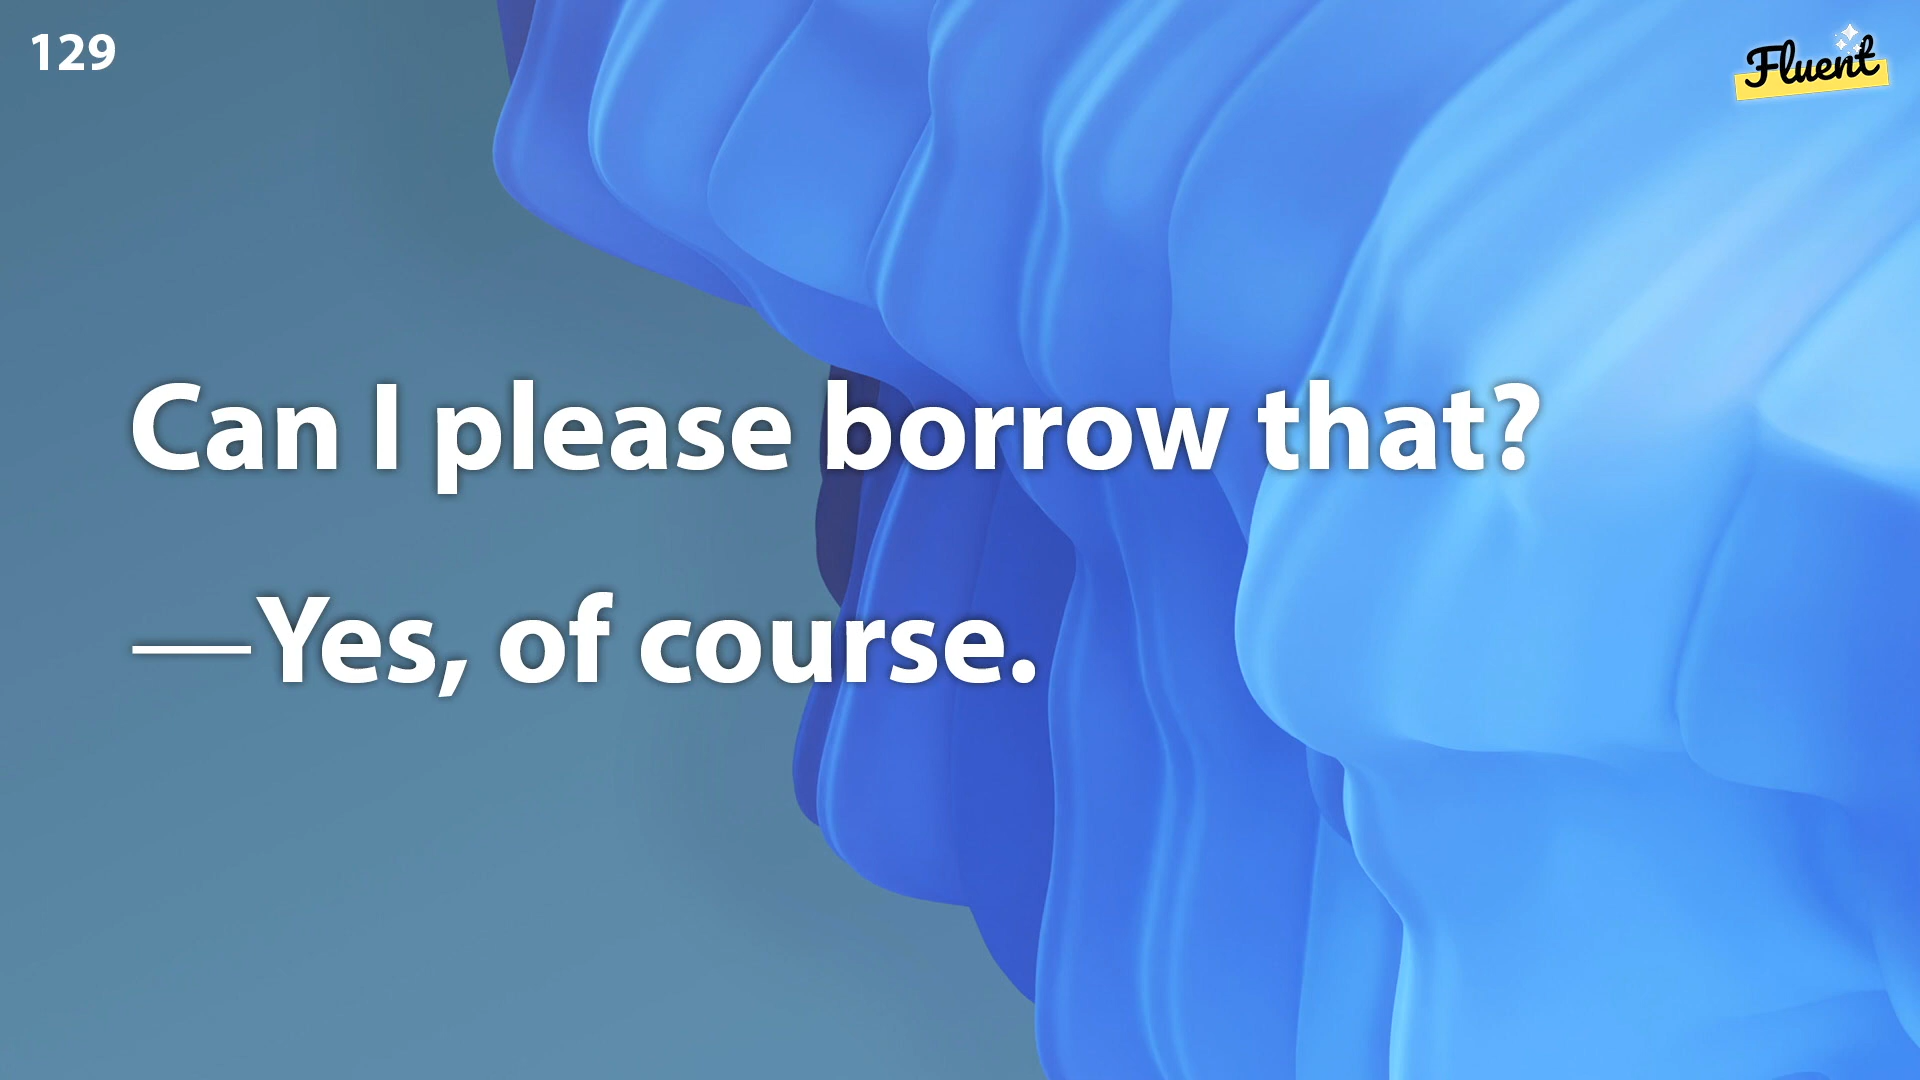 129
Fluent
Can I please borrow that?
—Yes, of course.